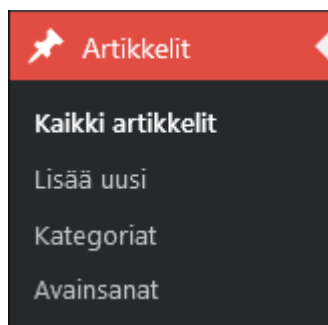 Artikkelit
Kaikki artikkelit
Lisää uusi
Kategoriat
Avainsanat